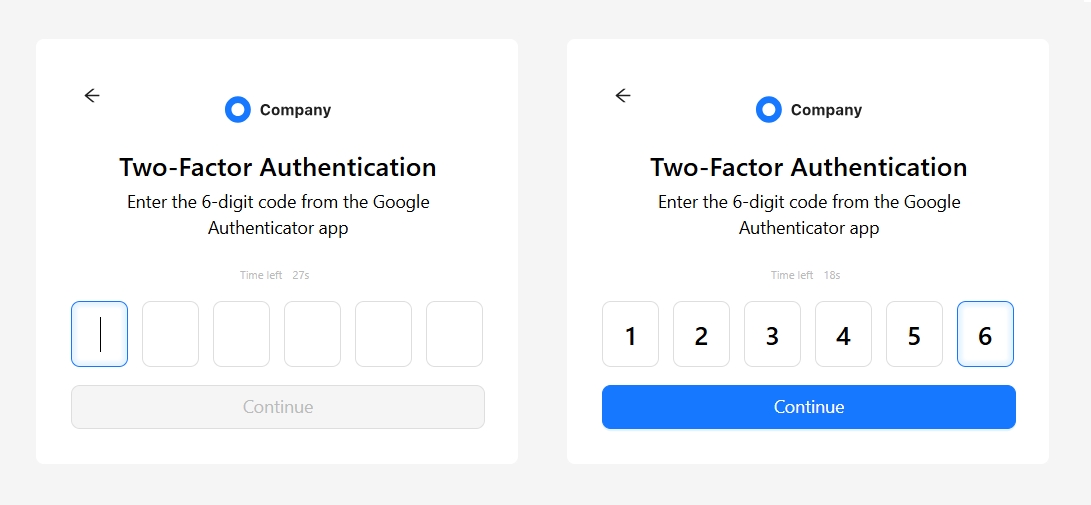 Company
Two-Factor Authentication
Enter the 6-digit code from the Google
Authenticator app
Time left 27s
Continue
Company
Two-Factor Authentication
Enter the 6-digit code from the Google
Authenticator app
Time left 18s
1 2 3 4 5 6
Continue